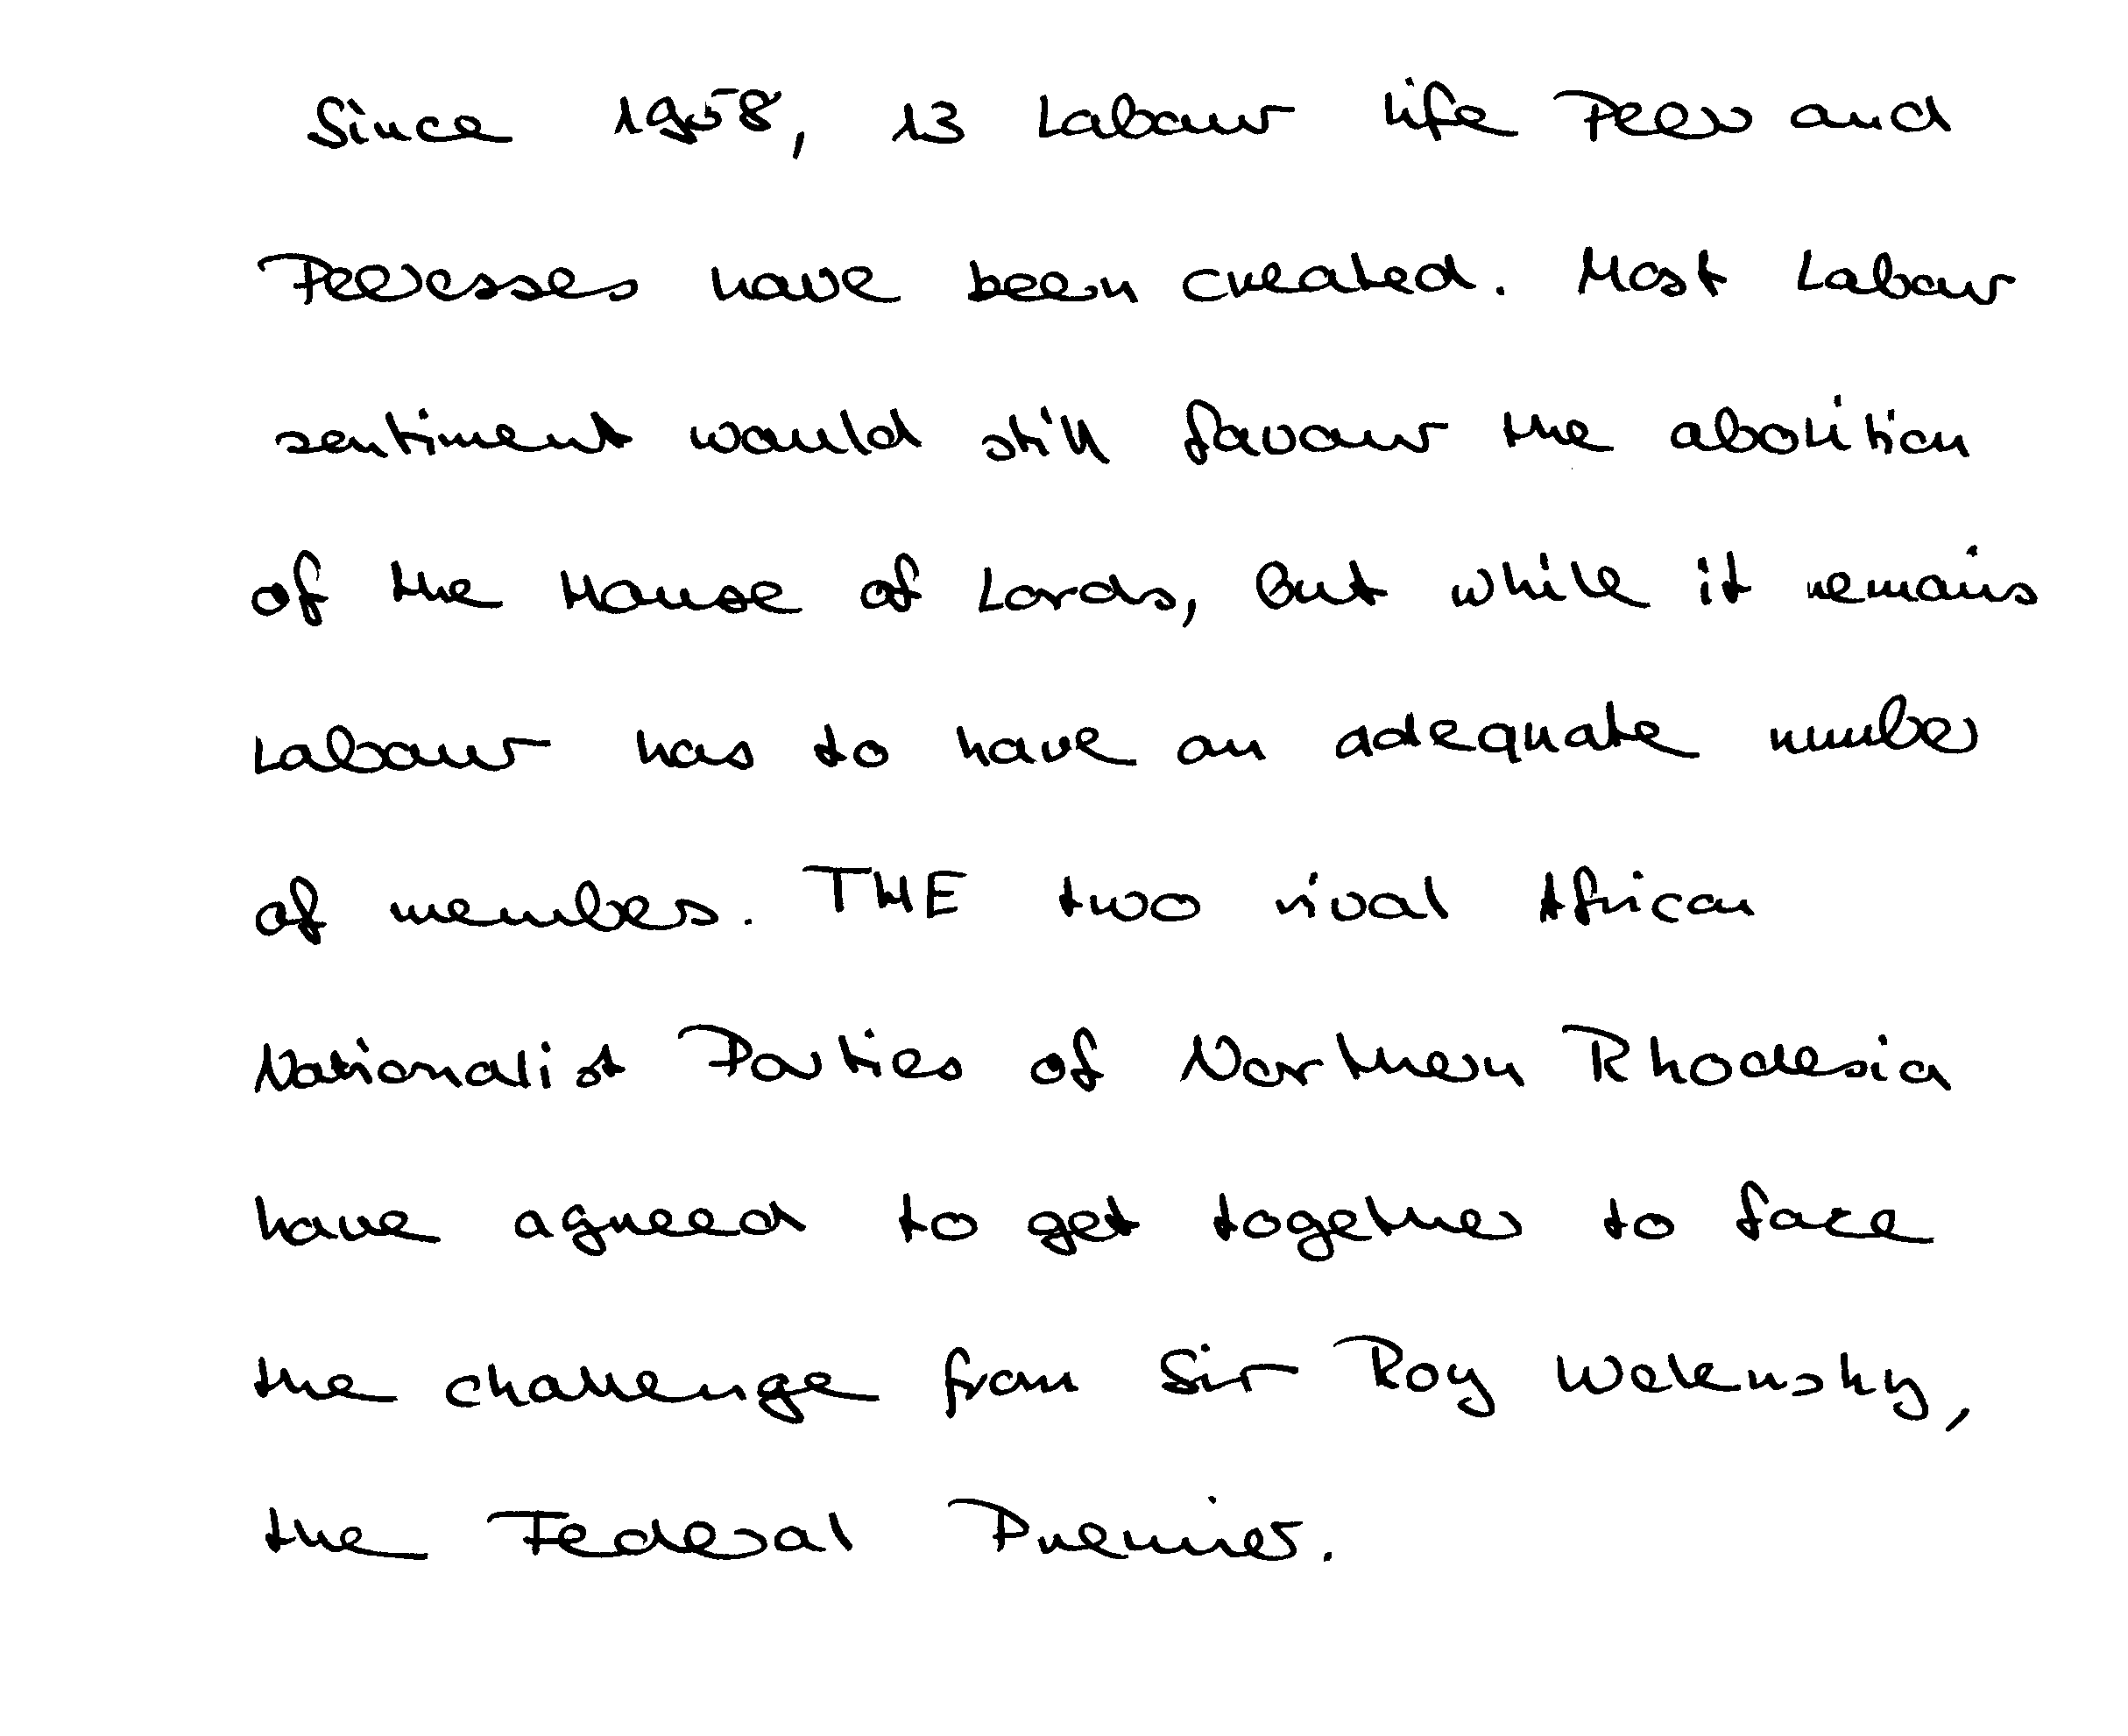 Since 1958, 13 Labour life Peers and
Peeresses have been created. Most Labour
sentiment would still favour the abolition
of the House of Lords, but while it remains
Labour has to have an adequate number
of members. THE two rival African
Nationalist Parties of Northern Rhodesia
have agreed to get together to face
the challenge from Sir Roy Welensky,
the Federal Premier.